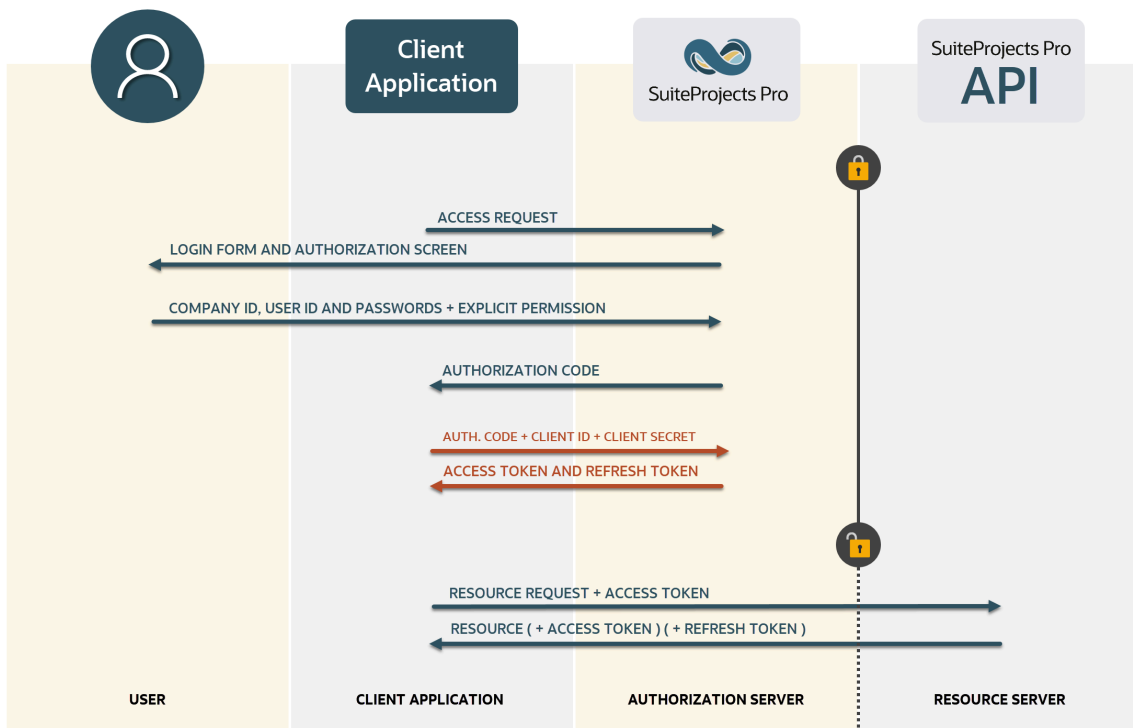 Client
Application
SuiteProjects Pro
SuiteProjects Pro
API
ACCESS REQUEST
LOGIN FORM AND AUTHORIZATION SCREEN
COMPANY ID, USER ID AND PASSWORDS + EXPLICIT PERMISSION
AUTHORIZATION CODE
AUTH. CODE + CLIENT ID + CLIENT SECRET
ACCESS TOKEN AND REFRESH TOKEN
RESOURCE REQUEST + ACCESS TOKEN
RESOURCE ( + ACCESS TOKEN ) ( + REFRESH TOKEN )
USER
CLIENT APPLICATION
AUTHORIZATION SERVER
RESOURCE SERVER